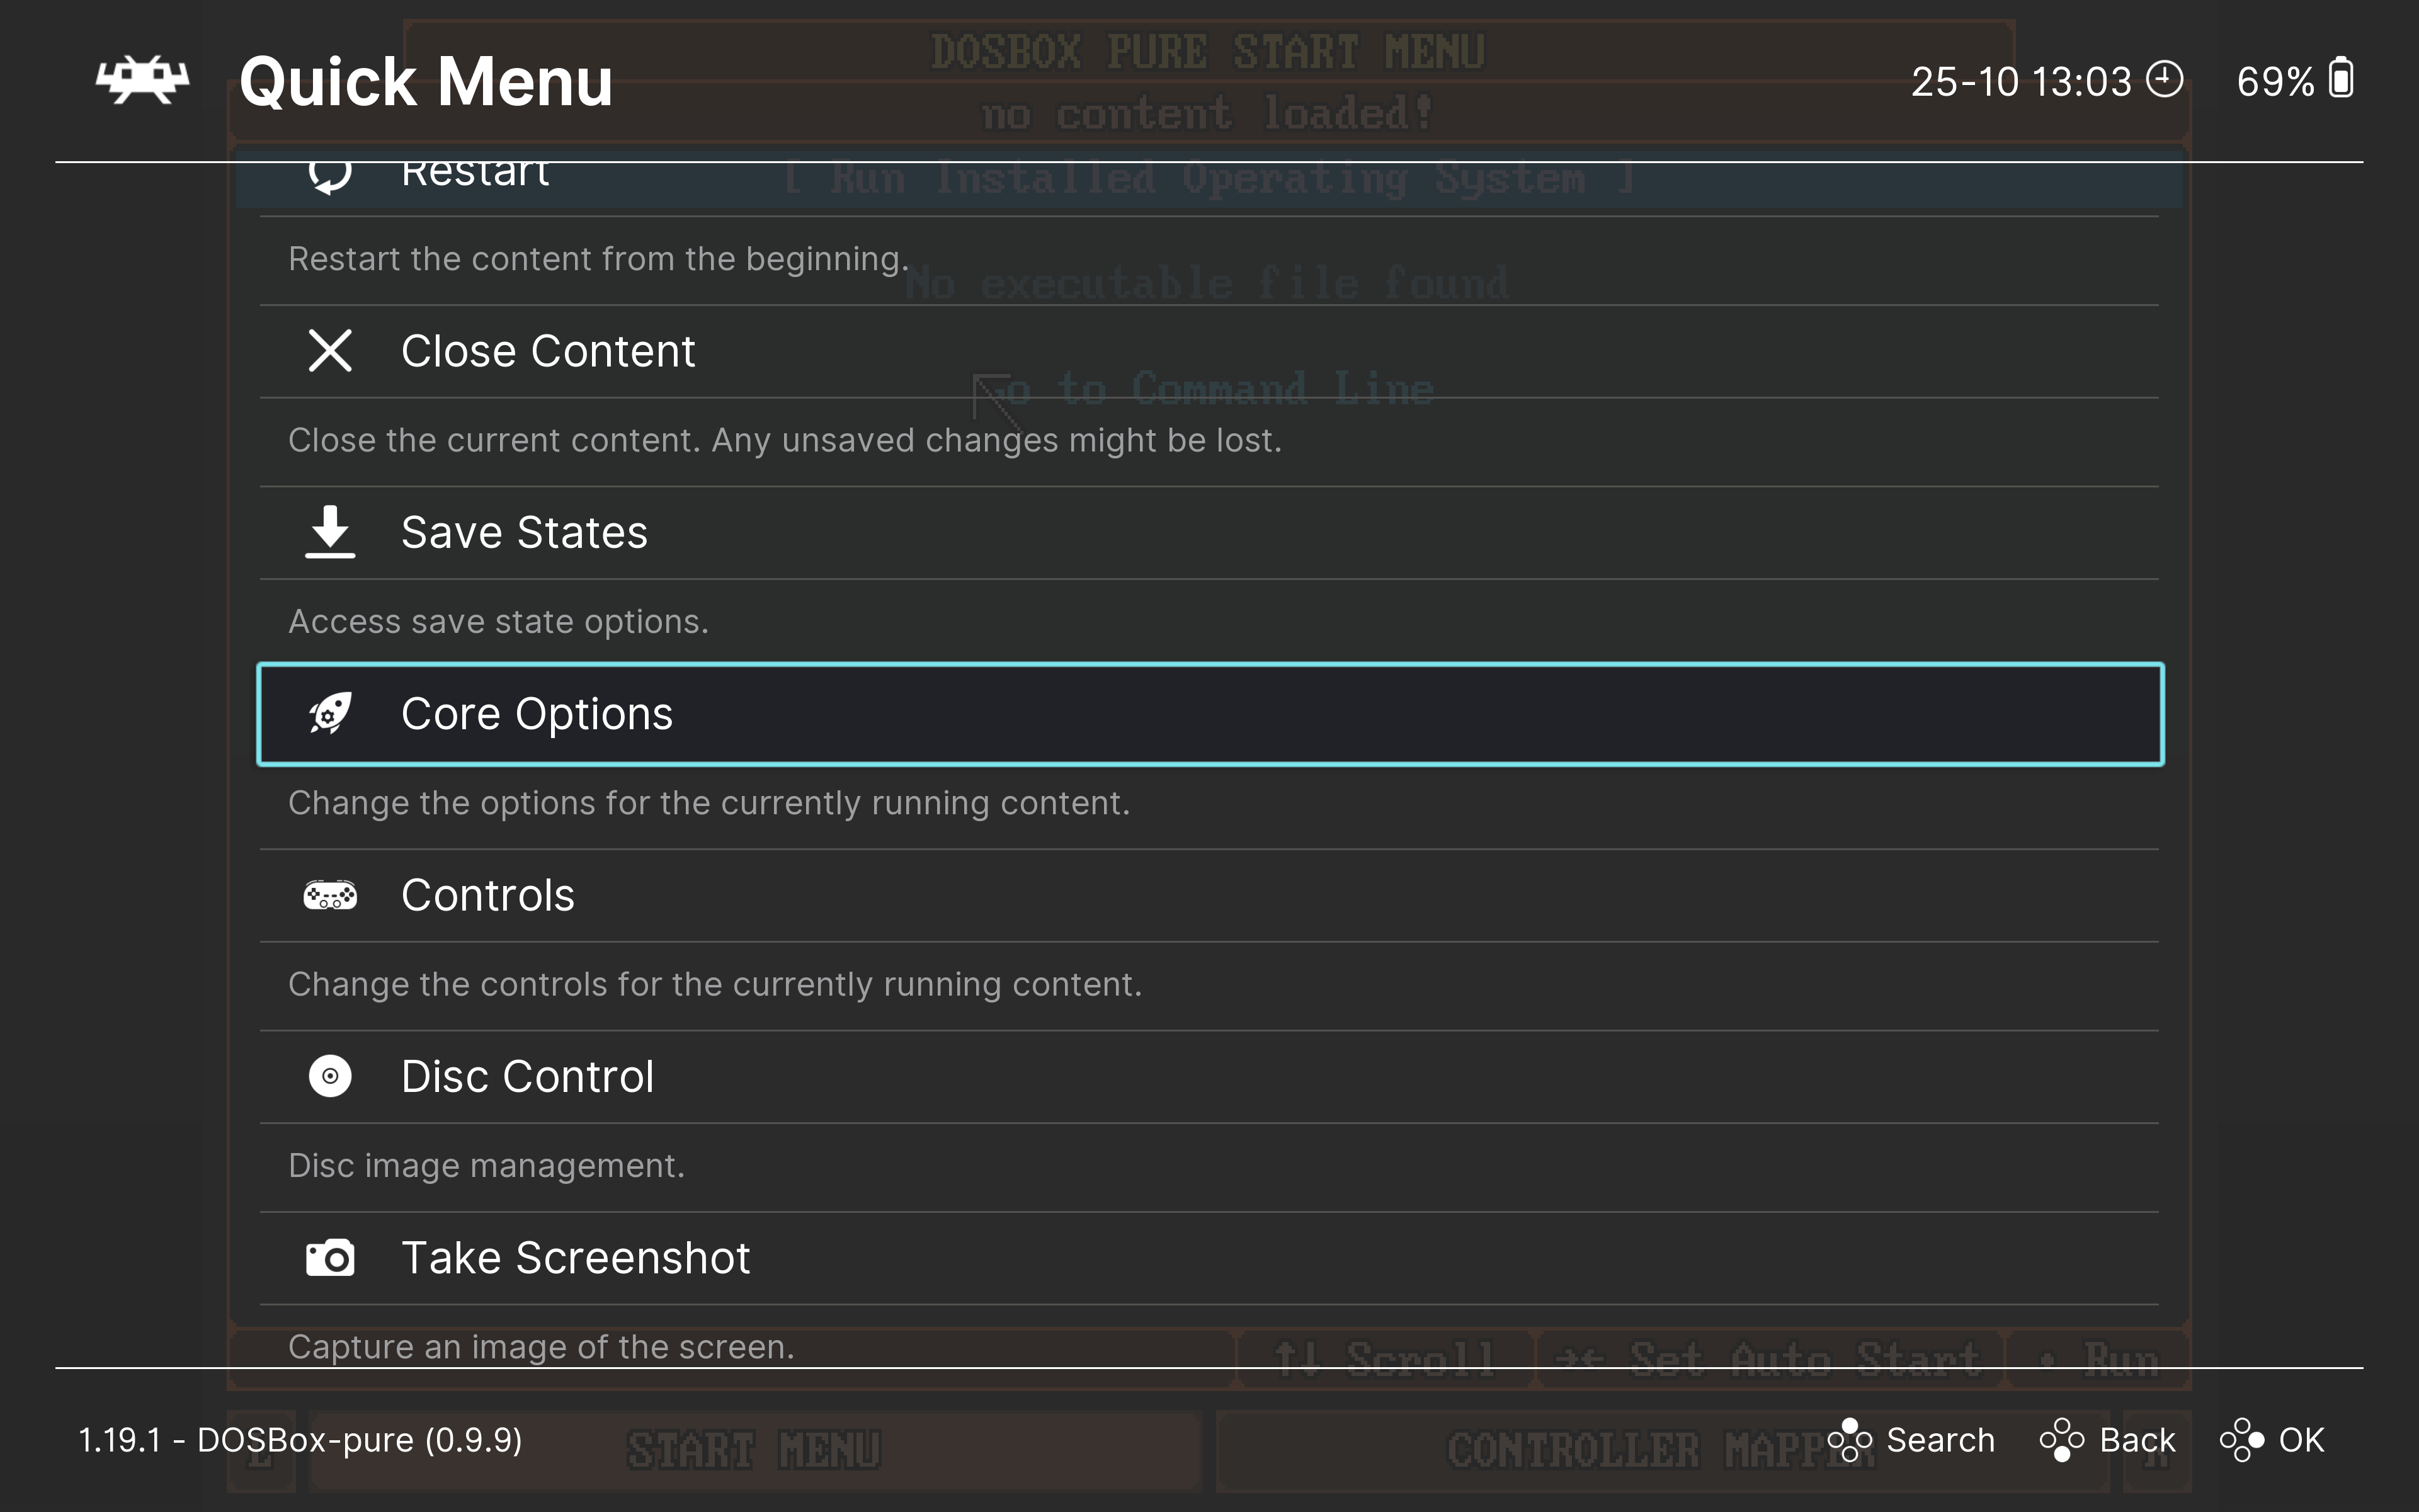 DOSBOX PURE START MENU
Quick Menu
25-10 13:03
69%
no content loaded!
Restart
[ Run Installed Operating System ]
Restart the content from the beginning.
No executable file found
Close Content
to Command Line
Close the current content. Any unsaved changes might be lost.
Save States
Access save state options.
Core Options
Change the options for the currently running content.
Controls
Change the controls for the currently running content.
Disc Control
Disc image management.
Take Screenshot
Capture an image of the screen.
↑↓ Scroll
→← Set Auto Start
• Run
1.19.1 - DOSBox-pure (0.9.9)
START MENU
CONTROLLER MAPPER
Search
Back
OK